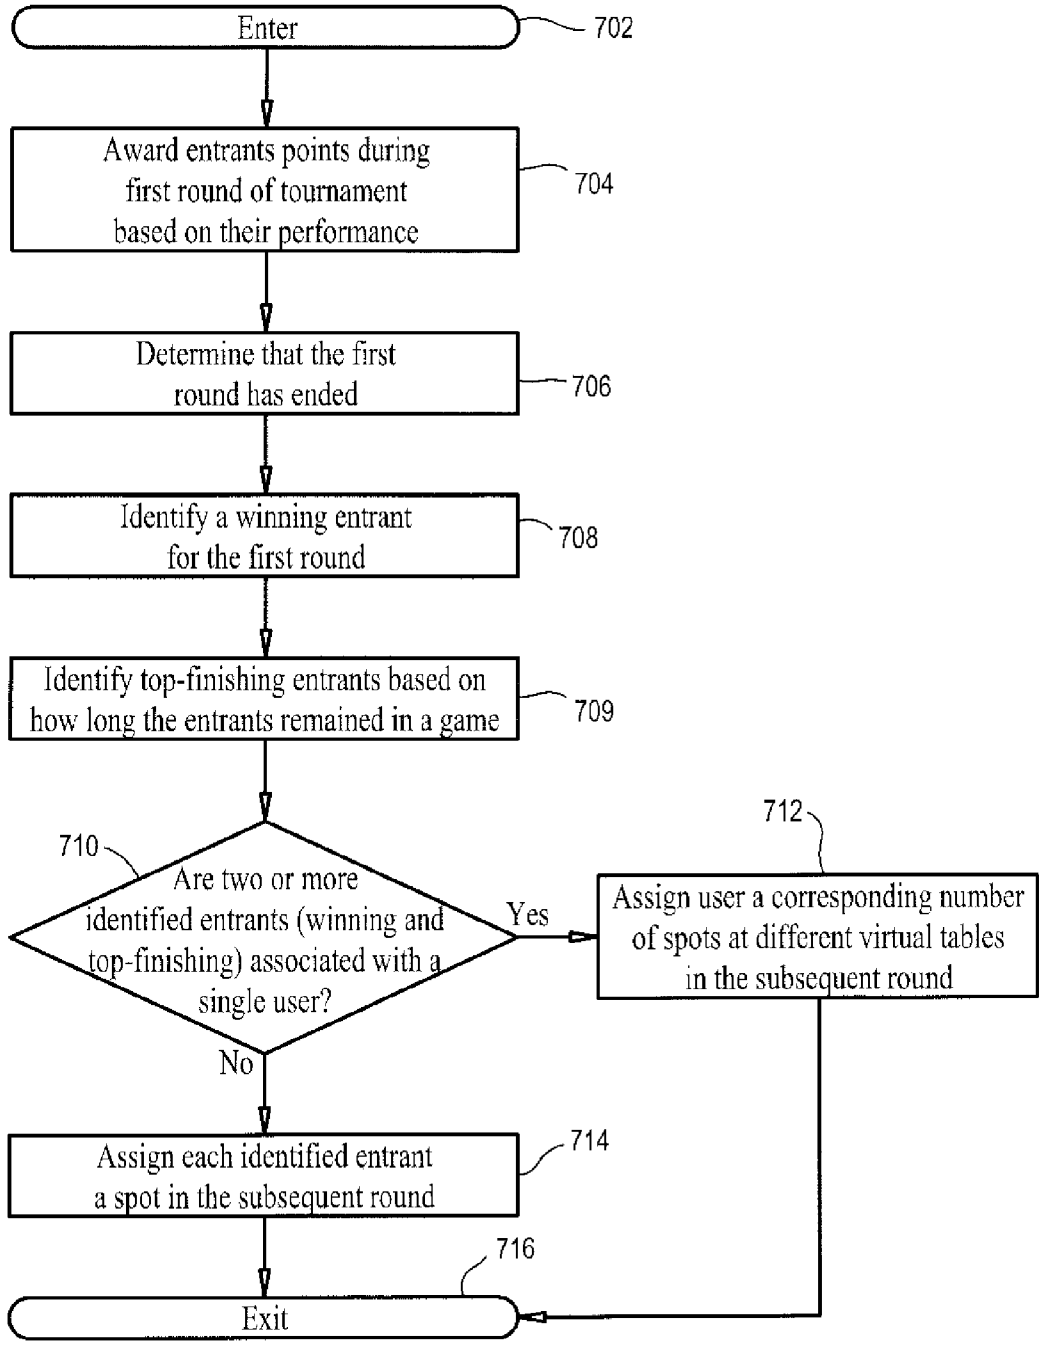 Enter
702
Award entrants points during
first round of tournament
based on their performance
704
Determine that the first
round has ended
706
Identify a winning entrant
for the first round
708
Identify top-finishing entrants based on
how long the entrants remained in a game
709
710
Are two or more
identified entrants (winning and
top-finishing) associated with a
single user?
Yes
712
Assign user a corresponding number
of spots at different virtual tables
in the subsequent round
No
Assign each identified entrant
a spot in the subsequent round
714
716
Exit